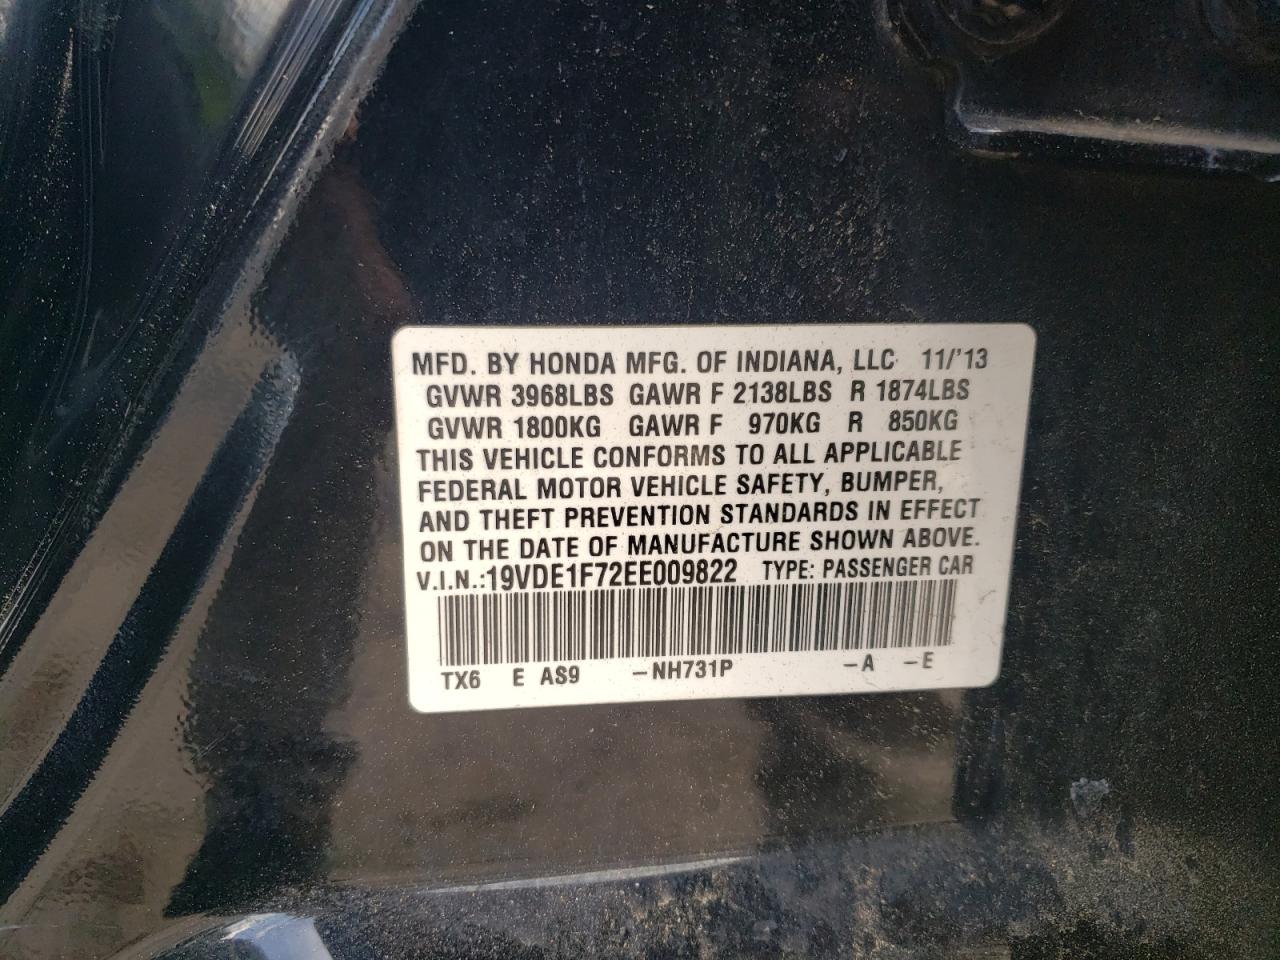 MFD. BY HONDA MFG. OF INDIANA, LLC 11/'13
GVWR 3968LBS GAWR F 2138LBS R 1874LBS
GVWR 1800KG GAWR F 970KG R 850KG
THIS VEHICLE CONFORMS TO ALL APPLICABLE
FEDERAL MOTOR VEHICLE SAFETY, BUMPER,
AND THEFT PREVENTION STANDARDS IN EFFECT
ON THE DATE OF MANUFACTURE SHOWN ABOVE.
V.I.N.:19VDE1F72EE009822 TYPE: PASSENGER CAR
TX6 E AS9 -NH731P -A -E